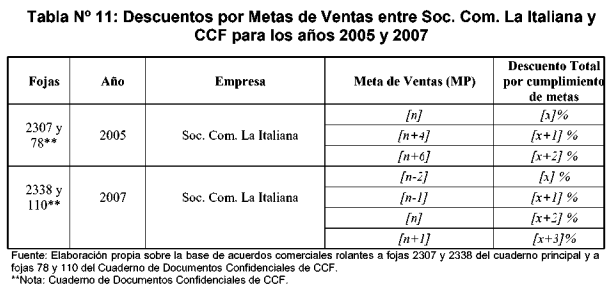 Tabla Nº 11: Descuentos por Metas de Ventas entre Soc. Com. La Italiana y
CCF para los años 2005 y 2007
Fojas Año Empresa Meta de Ventas (MP) Descuento Total por cumplimiento de metas
2307 y 78** 2005 Soc. Com. La Italiana [n] [x]%
[n+4] [x+1] %
[n+6] [x+2] %
2338 y 110** 2007 Soc. Com. La Italiana [n-2] [x] %
[n-1] [x+1] %
[n] [x+2] %
[n+1] [x+3]%
Fuente: Elaboración propia sobre la base de acuerdos comerciales rolantes a fojas 2307 y 2338 del cuaderno principal y a
fojas 78 y 110 del Cuaderno de Documentos Confidenciales de CCF.
**Nota: Cuaderno de Documentos Confidenciales de CCF.